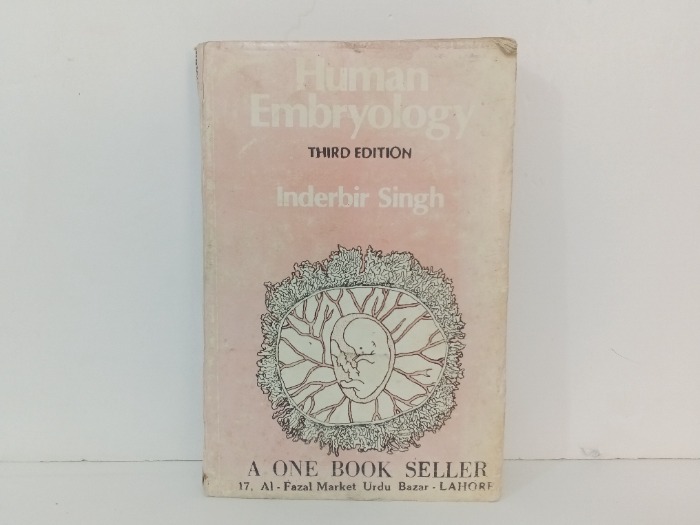 Human
Embryology
THIRD EDITION
Inderbir Singh
A ONE BOOK SELLER
17, Al - Fazal Market Urdu Bazar - LAHORE